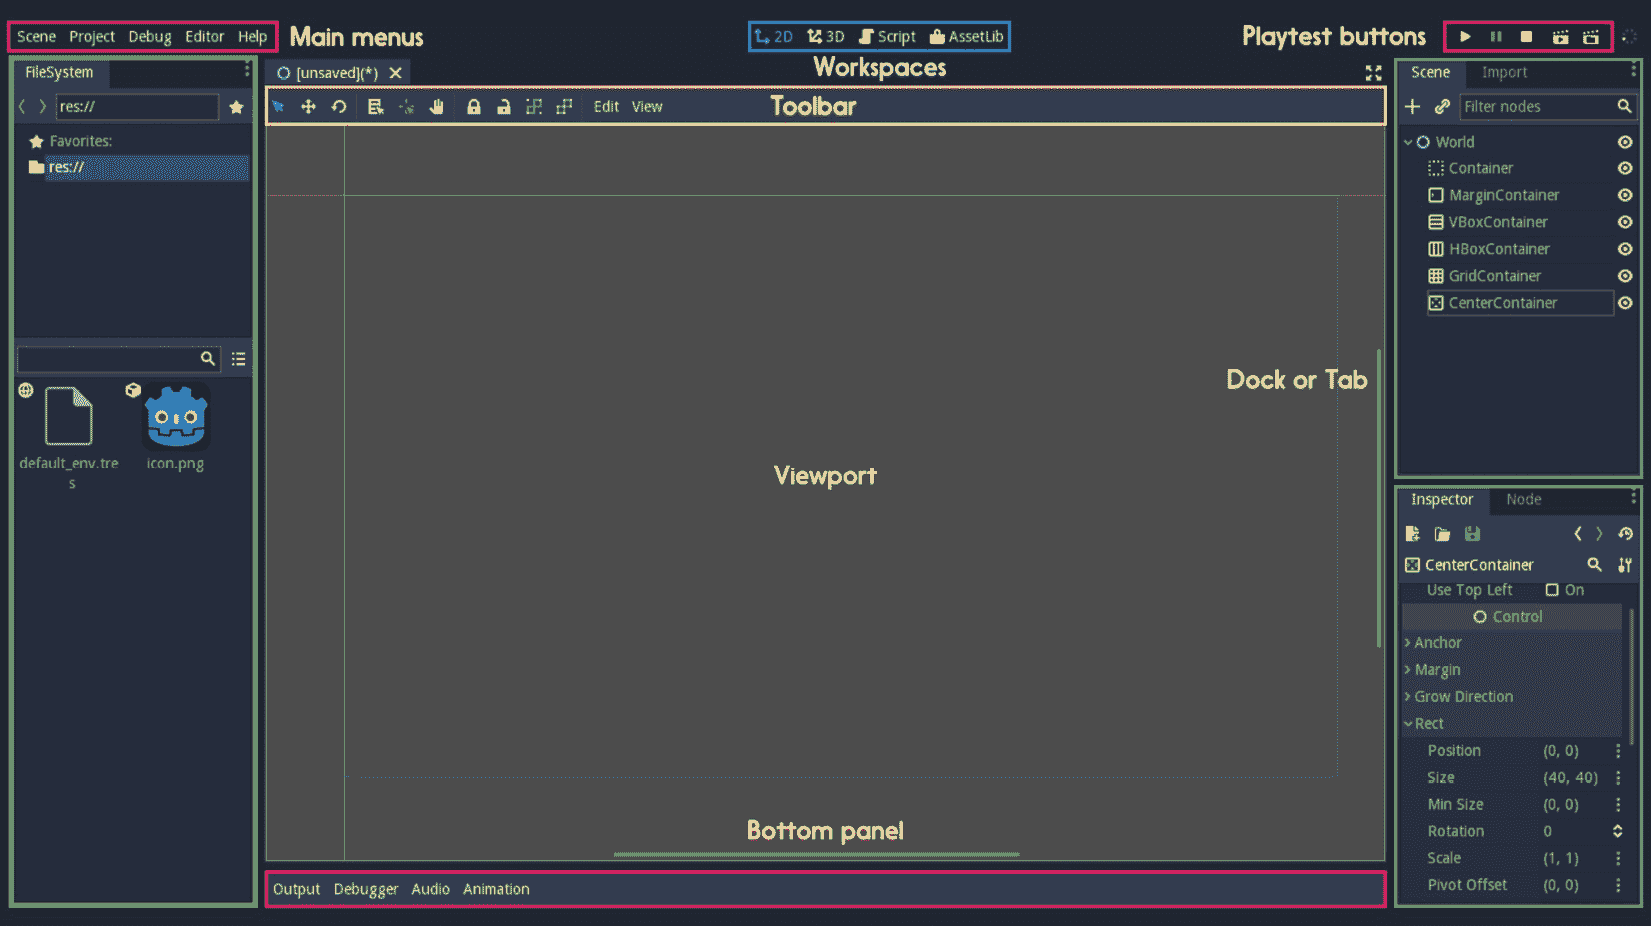 Scene Project Debug Editor Help Main menus
2D 3D Script AssetLib
Workspaces
Playtest buttons
FileSystem
res://
Favorites:
res://
default_env.tre
s
icon.png
[unsaved](*)
Edit View Toolbar
Viewport
Dock or Tab
Bottom panel
Output Debugger Audio Animation
Scene Import
Filter nodes
World
Container
MarginContainer
VBoxContainer
HBoxContainer
GridContainer
CenterContainer
Inspector Node
CenterContainer
Use Top Left On
Control
Anchor
Margin
Grow Direction
Rect
Position (0, 0)
Size (40, 40)
Min Size (0, 0)
Rotation 0
Scale (1, 1)
Pivot Offset (0, 0)